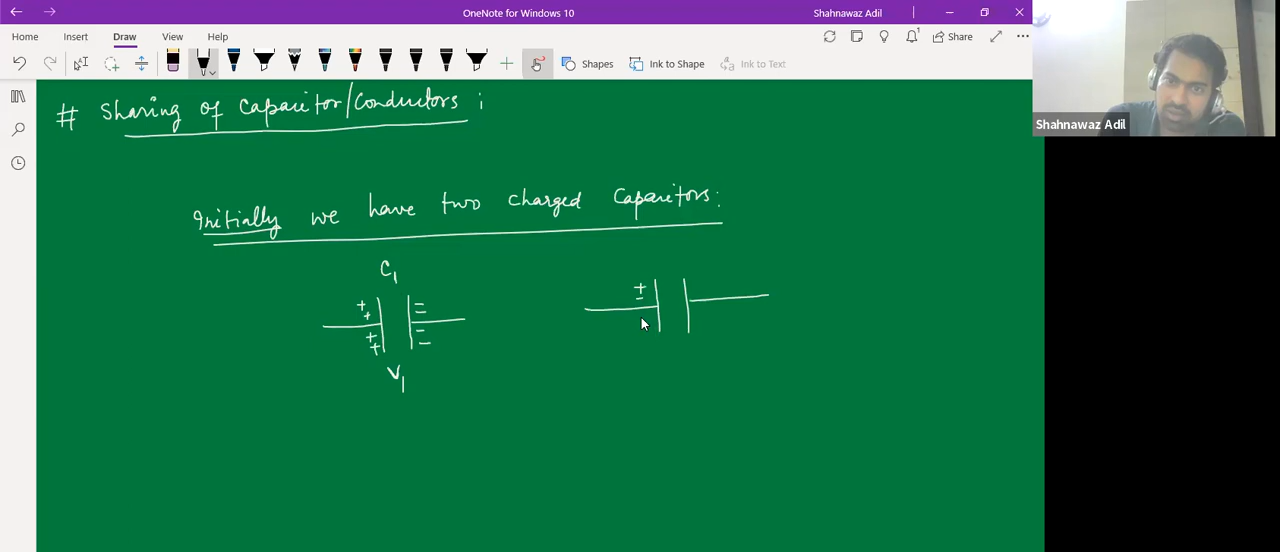 OneNote for Windows 10
Shahnawaz Adil
Home Insert Draw View Help
Share
Shapes Ink to Shape Ink to Text
Shahnawaz Adil
# Sharing of Capacitor/Conductors :
Initially we have two charged Capacitors:
C1
+ =
+
+ -
+ -
V1
+
-